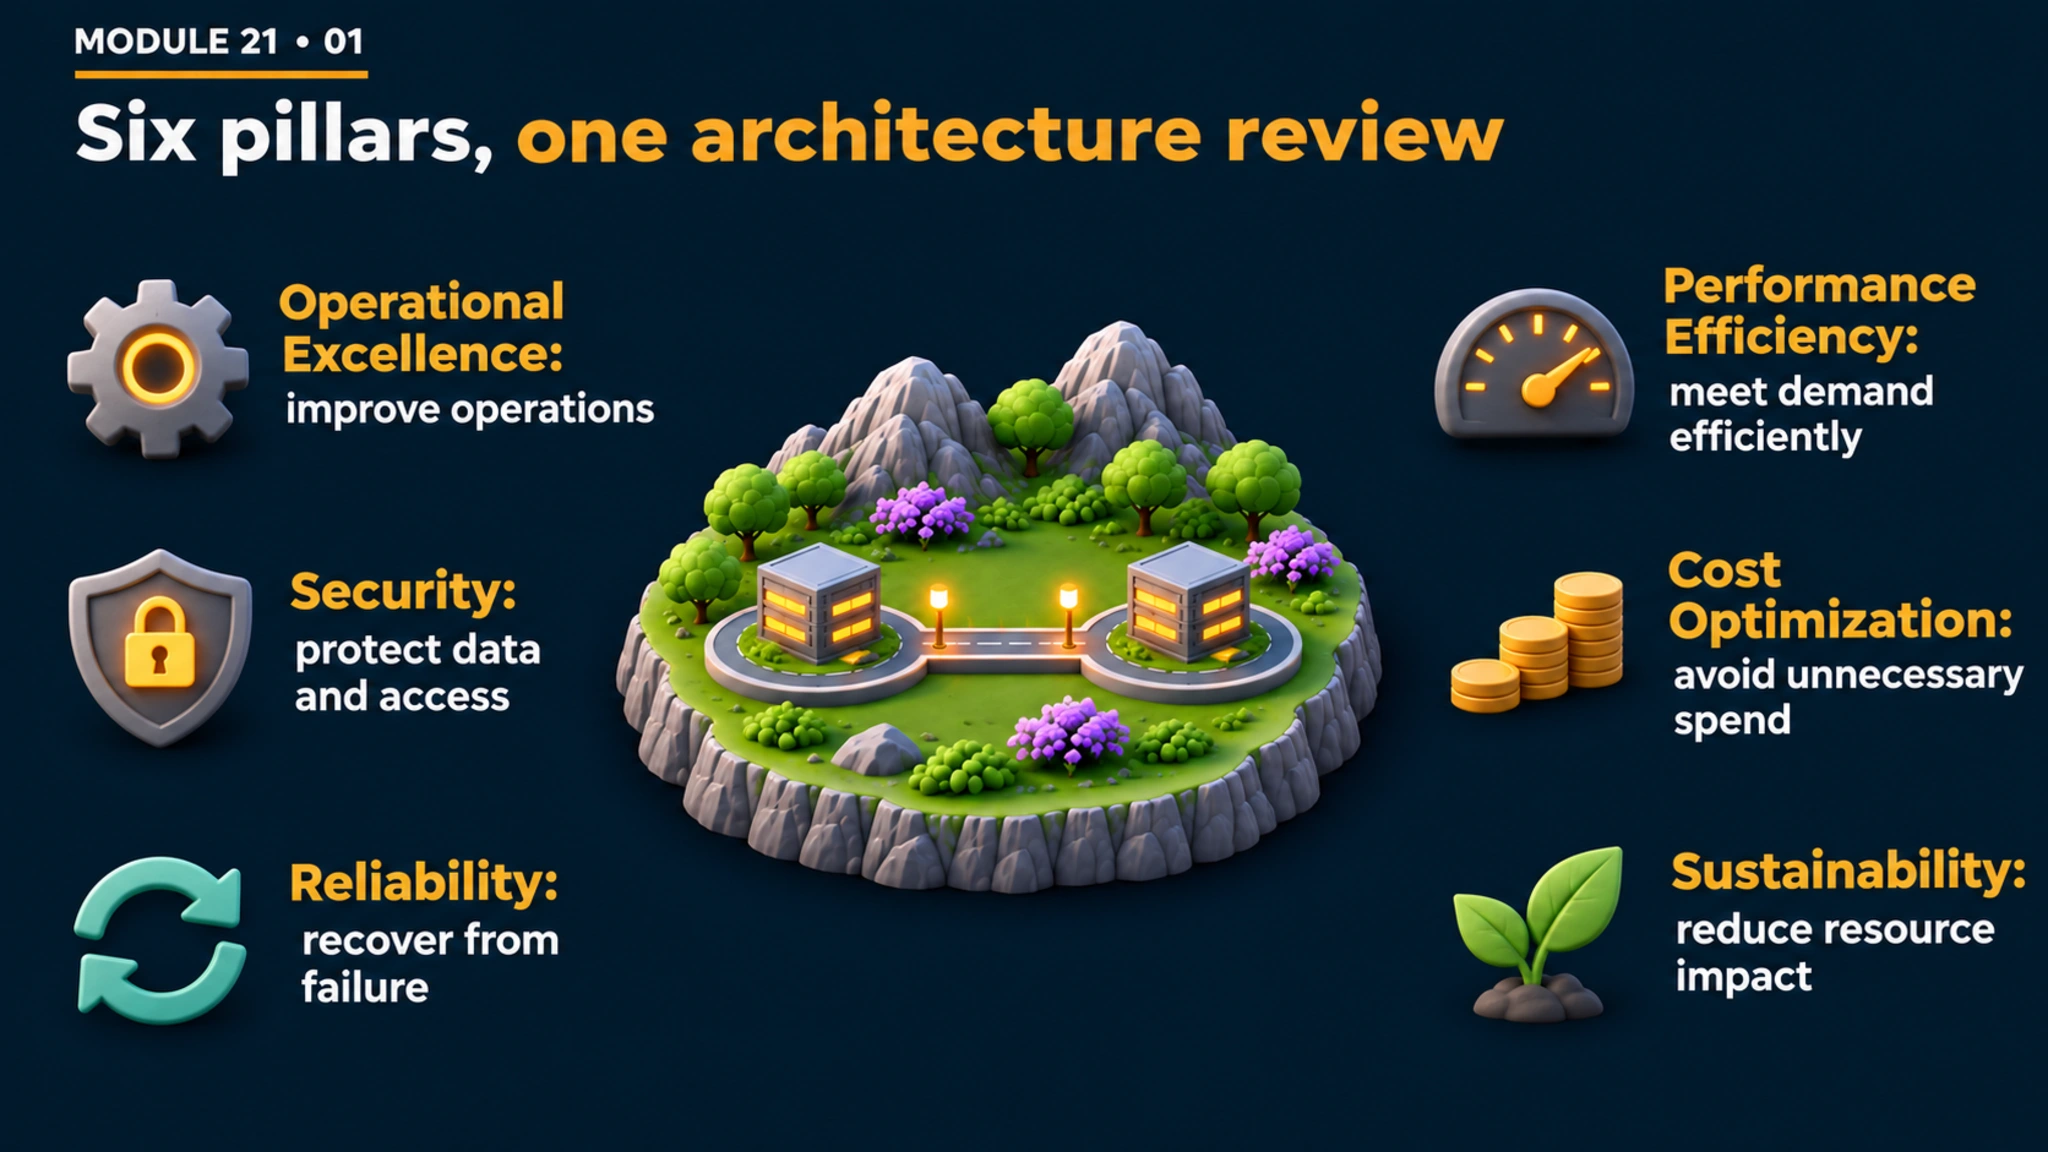 MODULE 21 • 01
Six pillars, one architecture review
Operational
Excellence:
improve operations
Security:
protect data
and access
Reliability:
recover from
failure
Performance
Efficiency:
meet demand
efficiently
Cost
Optimization:
avoid unnecessary
spend
Sustainability:
reduce resource
impact